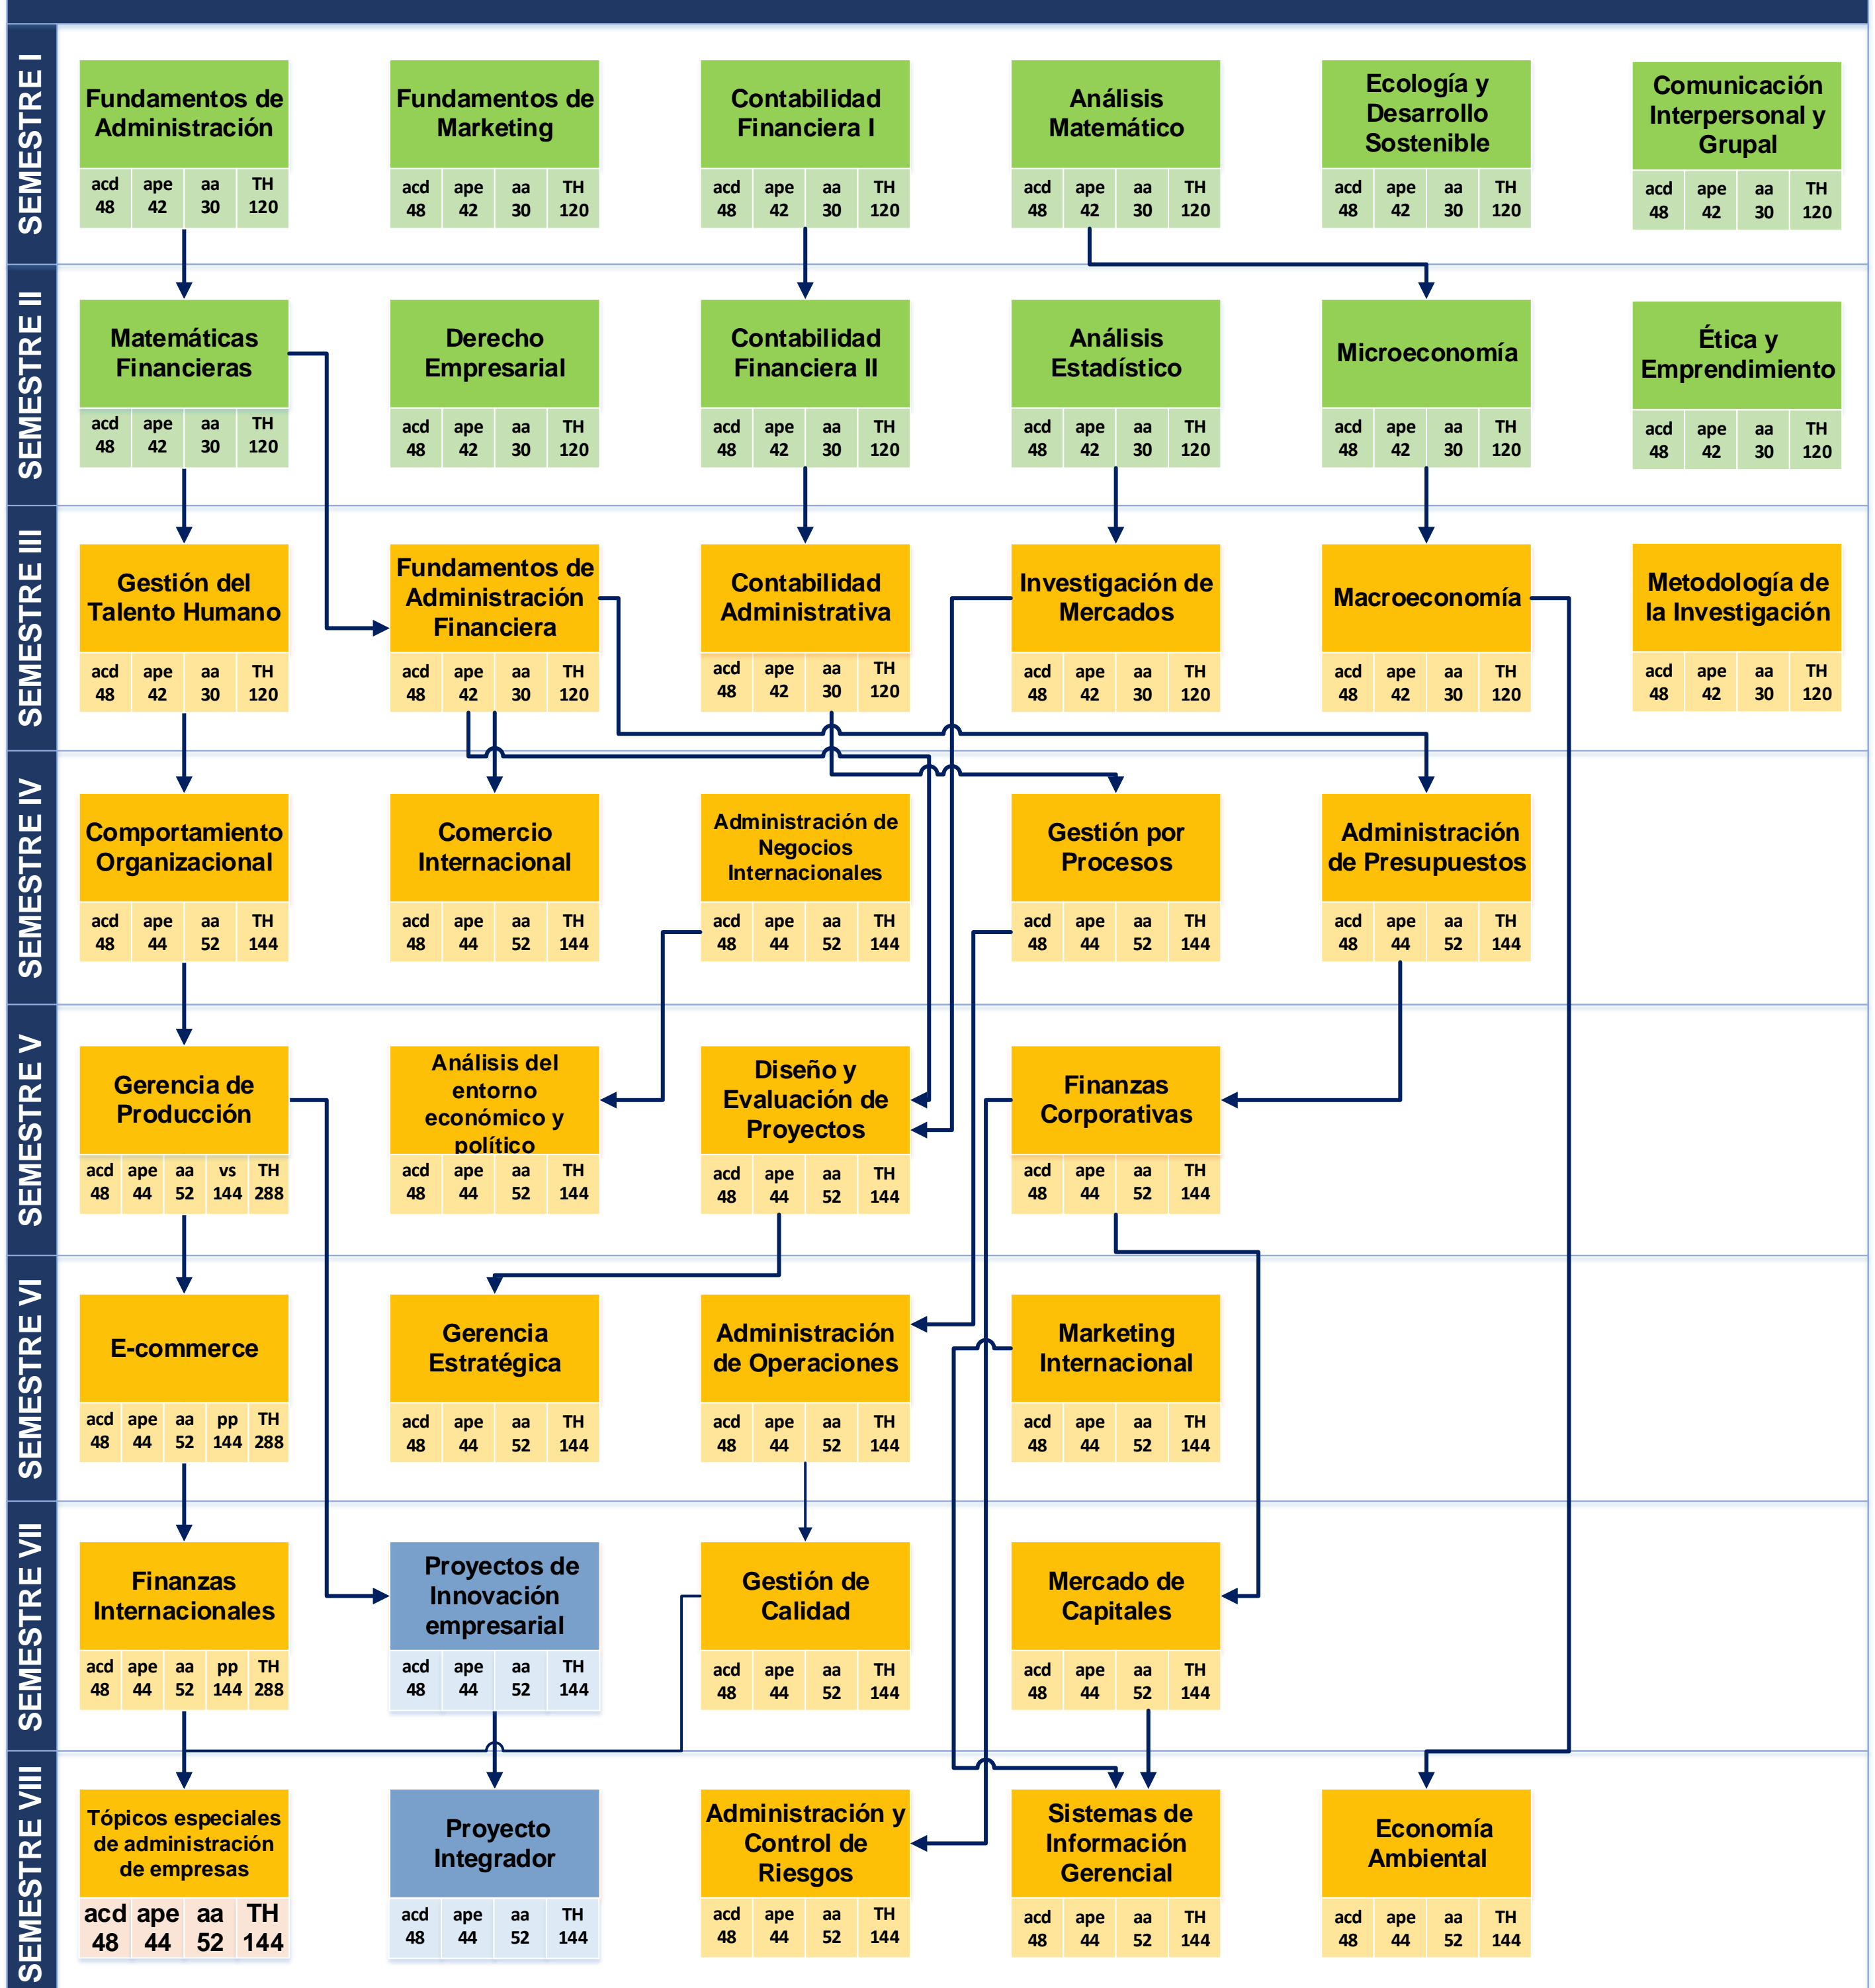 SEMESTRE I
Fundamentos de
Administración
acd ape aa TH
48 42 30 120
Fundamentos de
Marketing
acd ape aa TH
48 42 30 120
Contabilidad
Financiera I
acd ape aa TH
48 42 30 120
Análisis
Matemático
acd ape aa TH
48 42 30 120
Ecología y
Desarrollo
Sostenible
acd ape aa TH
48 42 30 120
Comunicación
Interpersonal y
Grupal
acd ape aa TH
48 42 30 120
SEMESTRE II
Matemáticas
Financieras
acd ape aa TH
48 42 30 120
Derecho
Empresarial
acd ape aa TH
48 42 30 120
Contabilidad
Financiera II
acd ape aa TH
48 42 30 120
Análisis
Estadístico
acd ape aa TH
48 42 30 120
Microeconomía
acd ape aa TH
48 42 30 120
Ética y
Emprendimiento
acd ape aa TH
48 42 30 120
SEMESTRE III
Gestión del
Talento Humano
acd ape aa TH
48 42 30 120
Fundamentos de
Administración
Financiera
acd ape aa TH
48 42 30 120
Contabilidad
Administrativa
acd ape aa TH
48 42 30 120
Investigación de
Mercados
acd ape aa TH
48 42 30 120
Macroeconomía
acd ape aa TH
48 42 30 120
Metodología de
la Investigación
acd ape aa TH
48 42 30 120
SEMESTRE IV
Comportamiento
Organizacional
acd ape aa TH
48 44 52 144
Comercio
Internacional
acd ape aa TH
48 44 52 144
Administración de
Negocios
Internacionales
acd ape aa TH
48 44 52 144
Gestión por
Procesos
acd ape aa TH
48 44 52 144
Administración
de Presupuestos
acd ape aa TH
48 44 52 144
SEMESTRE V
Gerencia de
Producción
acd ape aa vs TH
48 44 52 144 288
Análisis del
entorno
económico y
político
acd ape aa TH
48 44 52 144
Diseño y
Evaluación de
Proyectos
acd ape aa TH
48 44 52 144
Finanzas
Corporativas
acd ape aa TH
48 44 52 144
SEMESTRE VI
E-commerce
acd ape aa pp TH
48 44 52 144 288
Gerencia
Estratégica
acd ape aa TH
48 44 52 144
Administración
de Operaciones
acd ape aa TH
48 44 52 144
Marketing
Internacional
acd ape aa TH
48 44 52 144
SEMESTRE VII
Finanzas
Internacionales
acd ape aa pp TH
48 44 52 144 288
Proyectos de
Innovación
empresarial
acd ape aa TH
48 44 52 144
Gestión de
Calidad
acd ape aa TH
48 44 52 144
Mercado de
Capitales
acd ape aa TH
48 44 52 144
SEMESTRE VIII
Tópicos especiales
de administración
de empresas
acd ape aa TH
48 44 52 144
Proyecto
Integrador
acd ape aa TH
48 44 52 144
Administración y
Control de
Riesgos
acd ape aa TH
48 44 52 144
Sistemas de
Información
Gerencial
acd ape aa TH
48 44 52 144
Economía
Ambiental
acd ape aa TH
48 44 52 144